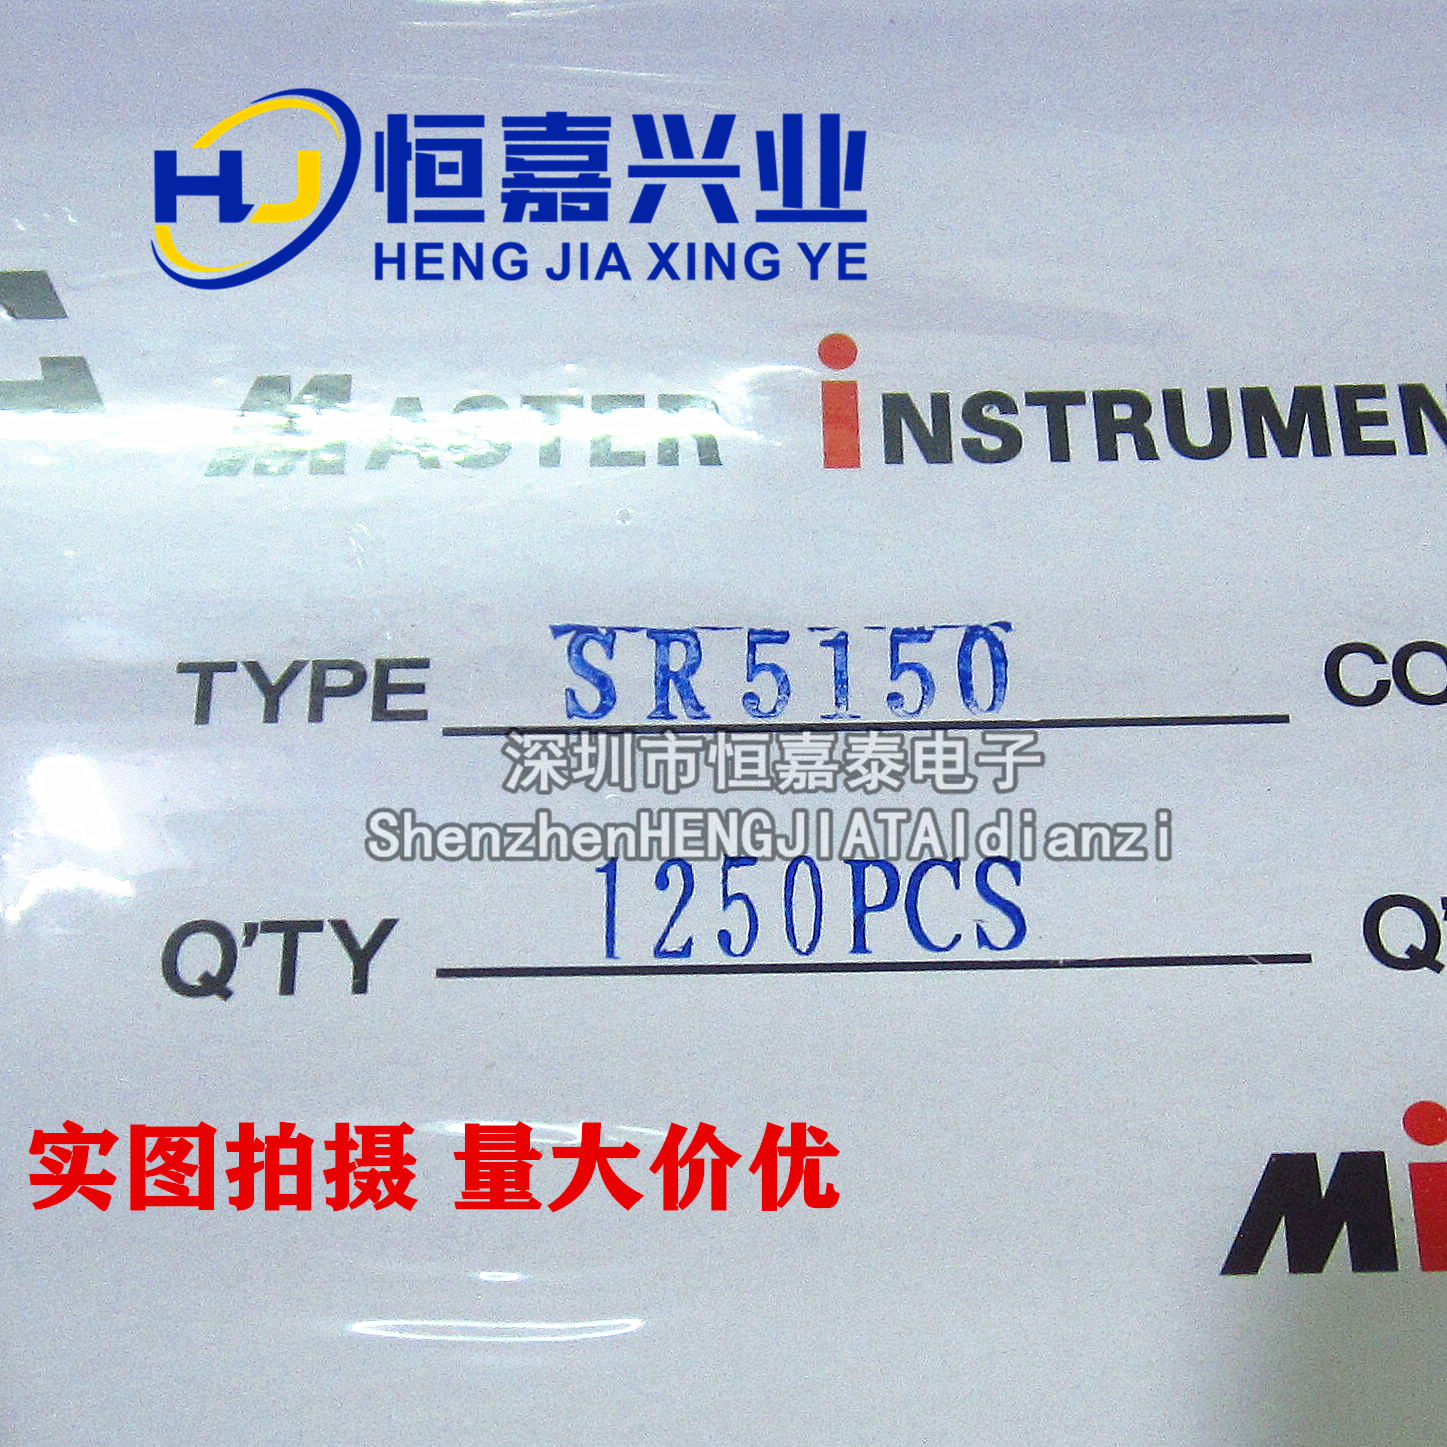 HJ 恒嘉兴业
HENG JIA XING YE
MASTER iNSTRUMEN
TYPE SR5150 CO
深圳市恒嘉泰电子
ShenzhenHENGJIATAIdianzi
Q'TY 1250PCS Q'
实图拍摄 量大价优
Mi